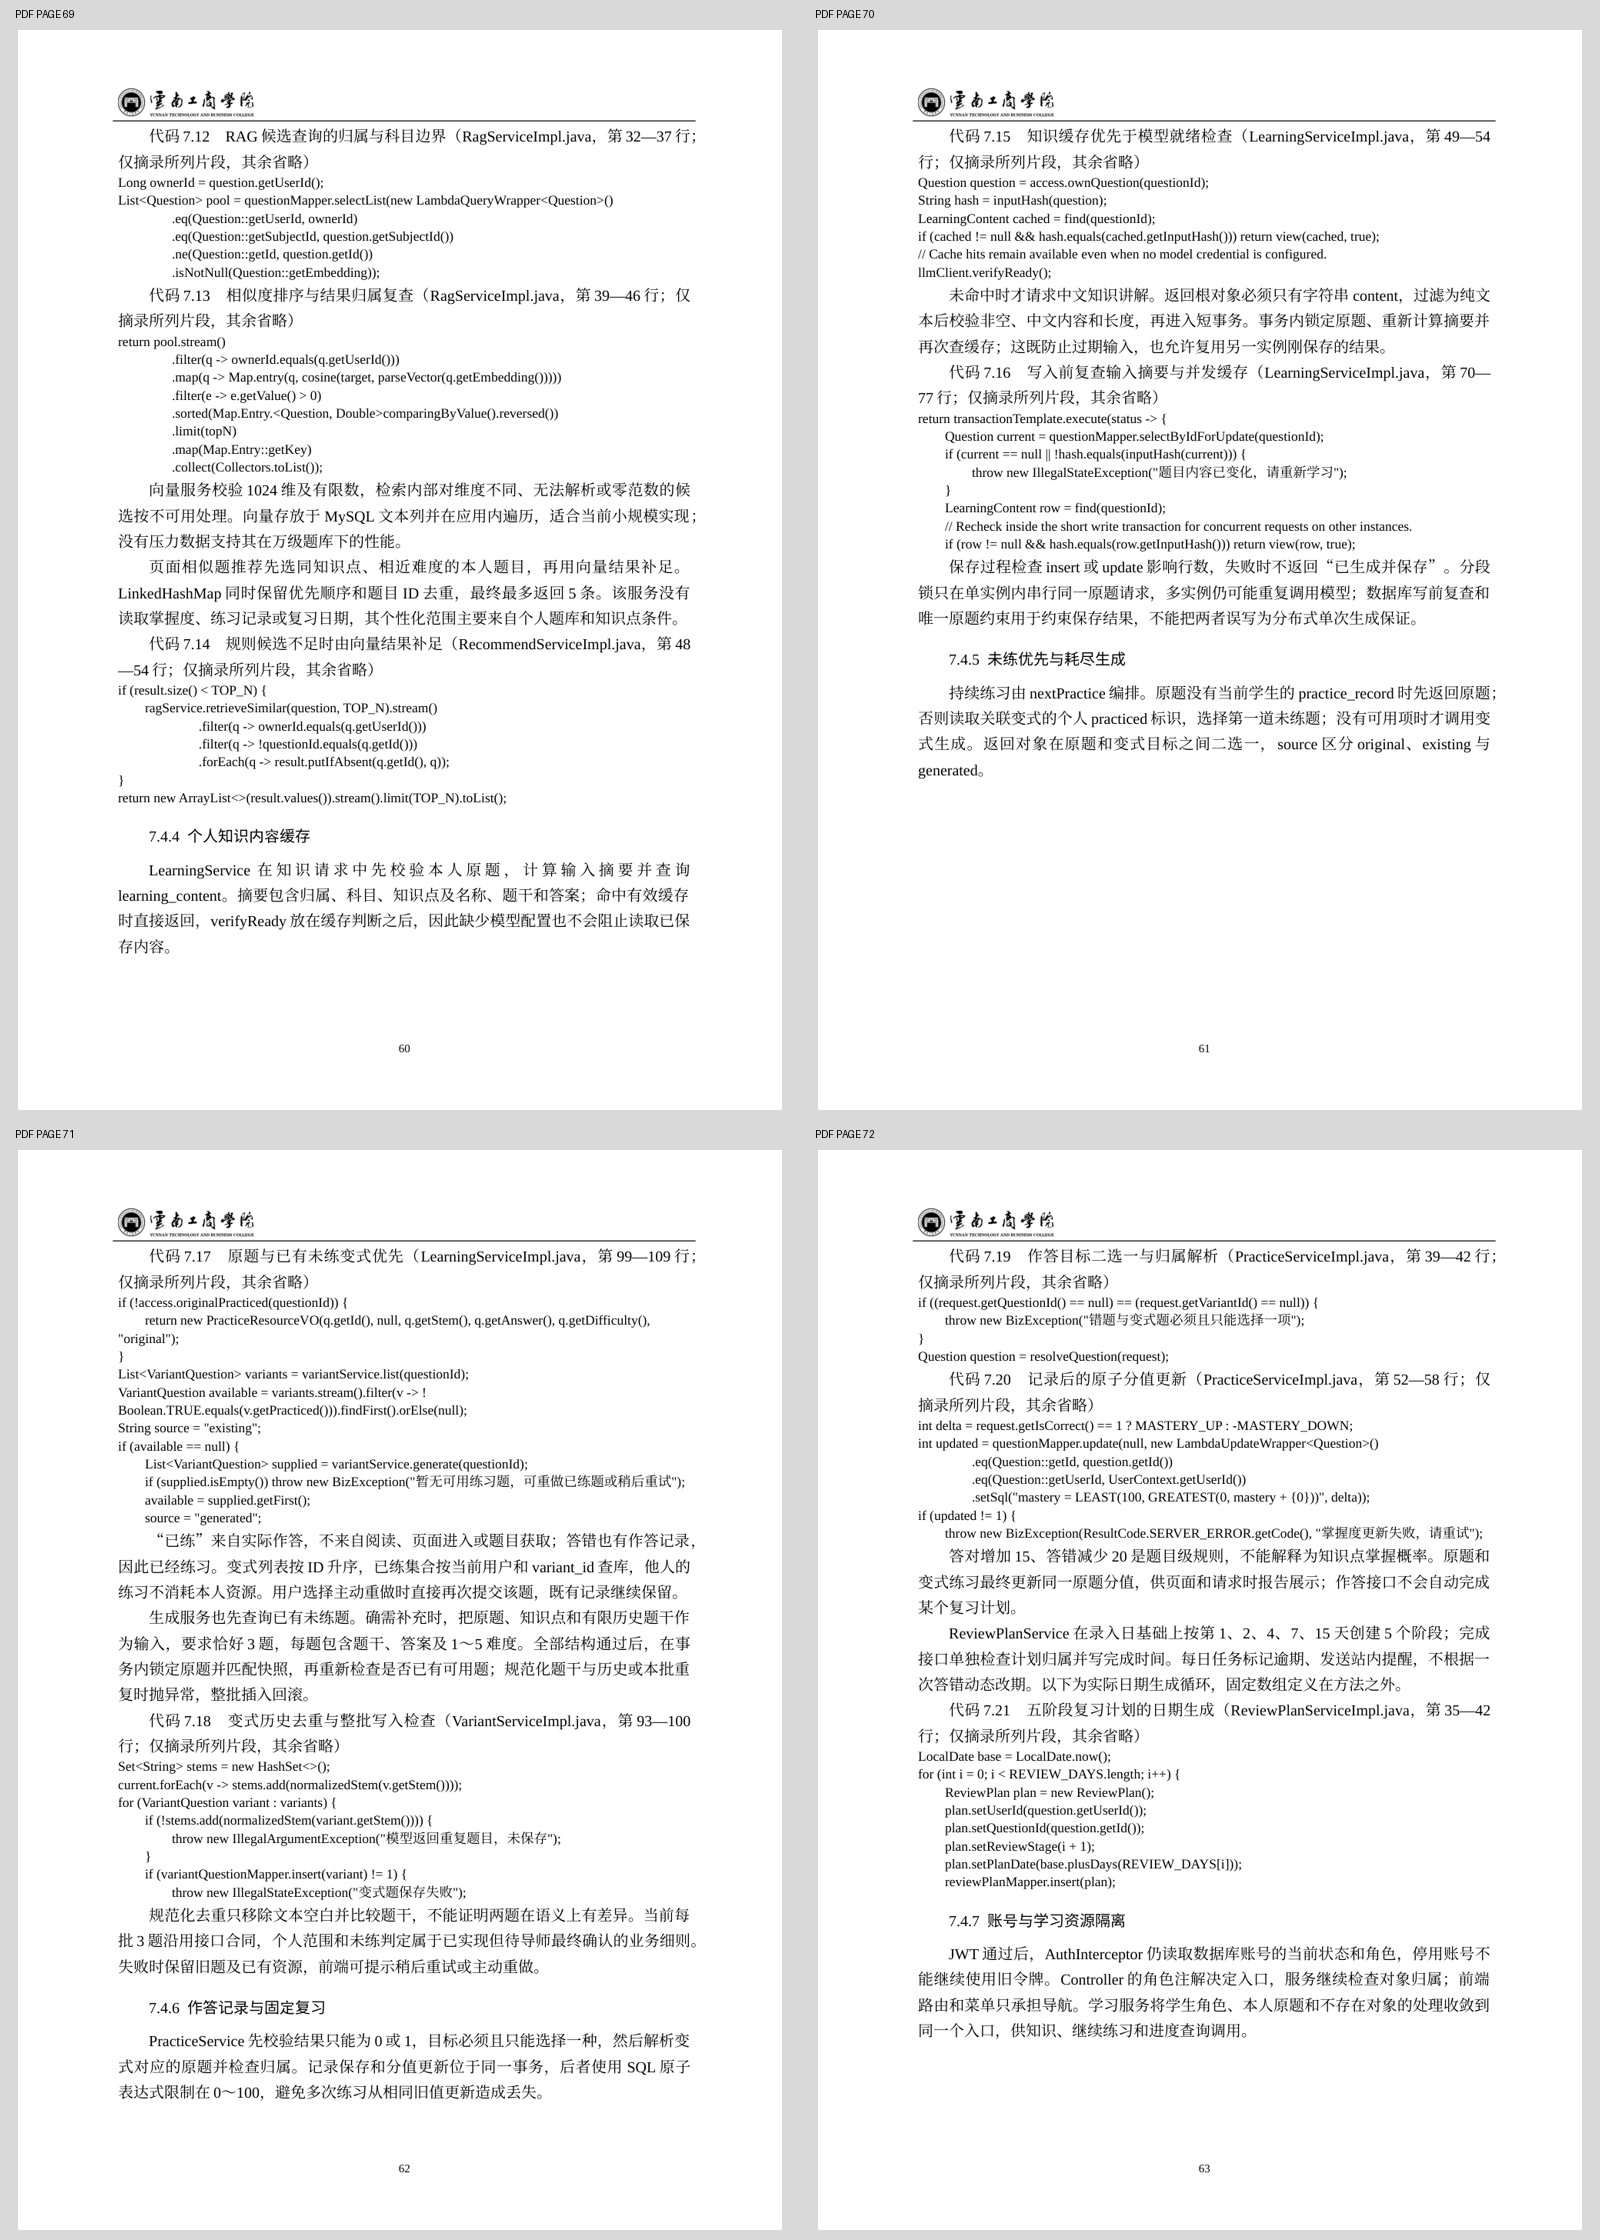 PDF PAGE 69
雲南工商學院
YUNNAN TECHNOLOGY AND BUSINESS COLLEGE
代码 7.12 RAG 候选查询的归属与科目边界（RagServiceImpl.java，第 32—37 行；
仅摘录所列片段，其余省略）
Long ownerId = question.getUserId();
List<Question> pool = questionMapper.selectList(new LambdaQueryWrapper<Question>()
.eq(Question::getUserId, ownerId)
.eq(Question::getSubjectId, question.getSubjectId())
.ne(Question::getId, question.getId())
.isNotNull(Question::getEmbedding));
代码 7.13 相似度排序与结果归属复查（RagServiceImpl.java，第 39—46 行；仅
摘录所列片段，其余省略）
return pool.stream()
.filter(q -> ownerId.equals(q.getUserId()))
.map(q -> Map.entry(q, cosine(target, parseVector(q.getEmbedding()))))
.filter(e -> e.getValue() > 0)
.sorted(Map.Entry.<Question, Double>comparingByValue().reversed())
.limit(topN)
.map(Map.Entry::getKey)
.collect(Collectors.toList());
向量服务校验 1024 维及有限数，检索内部对维度不同、无法解析或零范数的候
选按不可用处理。向量存放于 MySQL 文本列并在应用内遍历，适合当前小规模实现；
没有压力数据支持其在万级题库下的性能。
页面相似题推荐先选同知识点、相近难度的本人题目，再用向量结果补足。
LinkedHashMap 同时保留优先顺序和题目 ID 去重，最终最多返回 5 条。该服务没有
读取掌握度、练习记录或复习日期，其个性化范围主要来自个人题库和知识点条件。
代码 7.14 规则候选不足时由向量结果补足（RecommendServiceImpl.java，第 48
—54 行；仅摘录所列片段，其余省略）
if (result.size() < TOP_N) {
ragService.retrieveSimilar(question, TOP_N).stream()
.filter(q -> ownerId.equals(q.getUserId()))
.filter(q -> !questionId.equals(q.getId()))
.forEach(q -> result.putIfAbsent(q.getId(), q));
}
return new ArrayList<>(result.values()).stream().limit(TOP_N).toList();
7.4.4 个人知识内容缓存
LearningService 在知识请求中先校验本人原题，计算输入摘要并查询
learning_content。摘要包含归属、科目、知识点及名称、题干和答案；命中有效缓存
时直接返回，verifyReady 放在缓存判断之后，因此缺少模型配置也不会阻止读取已保
存内容。
60
PDF PAGE 70
雲南工商學院
YUNNAN TECHNOLOGY AND BUSINESS COLLEGE
代码 7.15 知识缓存优先于模型就绪检查（LearningServiceImpl.java，第 49—54
行；仅摘录所列片段，其余省略）
Question question = access.ownQuestion(questionId);
String hash = inputHash(question);
LearningContent cached = find(questionId);
if (cached != null && hash.equals(cached.getInputHash())) return view(cached, true);
// Cache hits remain available even when no model credential is configured.
llmClient.verifyReady();
未命中时才请求中文知识讲解。返回根对象必须只有字符串 content，过滤为纯文
本后校验非空、中文内容和长度，再进入短事务。事务内锁定原题、重新计算摘要并
再次查缓存；这既防止过期输入，也允许复用另一实例刚保存的结果。
代码 7.16 写入前复查输入摘要与并发缓存（LearningServiceImpl.java，第 70—
77 行；仅摘录所列片段，其余省略）
return transactionTemplate.execute(status -> {
Question current = questionMapper.selectByIdForUpdate(questionId);
if (current == null || !hash.equals(inputHash(current))) {
throw new IllegalStateException("题目内容已变化，请重新学习");
}
LearningContent row = find(questionId);
// Recheck inside the short write transaction for concurrent requests on other instances.
if (row != null && hash.equals(row.getInputHash())) return view(row, true);
保存过程检查 insert 或 update 影响行数，失败时不返回“已生成并保存”。分段
锁只在单实例内串行同一原题请求，多实例仍可能重复调用模型；数据库写前复查和
唯一原题约束用于约束保存结果，不能把两者误写为分布式单次生成保证。
7.4.5 未练优先与耗尽生成
持续练习由 nextPractice 编排。原题没有当前学生的 practice_record 时先返回原题；
否则读取关联变式的个人 practiced 标识，选择第一道未练题；没有可用项时才调用变
式生成。返回对象在原题和变式目标之间二选一，source 区分 original、existing 与
generated。
61
PDF PAGE 71
雲南工商學院
YUNNAN TECHNOLOGY AND BUSINESS COLLEGE
代码 7.17 原题与已有未练变式优先（LearningServiceImpl.java，第 99—109 行；
仅摘录所列片段，其余省略）
if (!access.originalPracticed(questionId)) {
return new PracticeResourceVO(q.getId(), null, q.getStem(), q.getAnswer(), q.getDifficulty(),
"original");
}
List<VariantQuestion> variants = variantService.list(questionId);
VariantQuestion available = variants.stream().filter(v -> !
Boolean.TRUE.equals(v.getPracticed())).findFirst().orElse(null);
String source = "existing";
if (available == null) {
List<VariantQuestion> supplied = variantService.generate(questionId);
if (supplied.isEmpty()) throw new BizException("暂无可用练习题，可重做已练题或稍后重试");
available = supplied.getFirst();
source = "generated";
“已练”来自实际作答，不来自阅读、页面进入或题目获取；答错也有作答记录，
因此已经练习。变式列表按 ID 升序，已练集合按当前用户和 variant_id 查库，他人的
练习不消耗本人资源。用户选择主动重做时直接再次提交该题，既有记录继续保留。
生成服务也先查询已有未练题。确需补充时，把原题、知识点和有限历史题干作
为输入，要求恰好 3 题，每题包含题干、答案及 1～5 难度。全部结构通过后，在事
务内锁定原题并匹配快照，再重新检查是否已有可用题；规范化题干与历史或本批重
复时抛异常，整批插入回滚。
代码 7.18 变式历史去重与整批写入检查（VariantServiceImpl.java，第 93—100
行；仅摘录所列片段，其余省略）
Set<String> stems = new HashSet<>();
current.forEach(v -> stems.add(normalizedStem(v.getStem())));
for (VariantQuestion variant : variants) {
if (!stems.add(normalizedStem(variant.getStem()))) {
throw new IllegalArgumentException("模型返回重复题目，未保存");
}
if (variantQuestionMapper.insert(variant) != 1) {
throw new IllegalStateException("变式题保存失败");
规范化去重只移除文本空白并比较题干，不能证明两题在语义上有差异。当前每
批 3 题沿用接口合同，个人范围和未练判定属于已实现但待导师最终确认的业务细则。
失败时保留旧题及已有资源，前端可提示稍后重试或主动重做。
7.4.6 作答记录与固定复习
PracticeService 先校验结果只能为 0 或 1，目标必须且只能选择一种，然后解析变
式对应的原题并检查归属。记录保存和分值更新位于同一事务，后者使用 SQL 原子
表达式限制在 0～100，避免多次练习从相同旧值更新造成丢失。
62
PDF PAGE 72
雲南工商學院
YUNNAN TECHNOLOGY AND BUSINESS COLLEGE
代码 7.19 作答目标二选一与归属解析（PracticeServiceImpl.java，第 39—42 行；
仅摘录所列片段，其余省略）
if ((request.getQuestionId() == null) == (request.getVariantId() == null)) {
throw new BizException("错题与变式题必须且只能选择一项");
}
Question question = resolveQuestion(request);
代码 7.20 记录后的原子分值更新（PracticeServiceImpl.java，第 52—58 行；仅
摘录所列片段，其余省略）
int delta = request.getIsCorrect() == 1 ? MASTERY_UP : -MASTERY_DOWN;
int updated = questionMapper.update(null, new LambdaUpdateWrapper<Question>()
.eq(Question::getId, question.getId())
.eq(Question::getUserId, UserContext.getUserId())
.setSql("mastery = LEAST(100, GREATEST(0, mastery + {0}))", delta));
if (updated != 1) {
throw new BizException(ResultCode.SERVER_ERROR.getCode(), "掌握度更新失败，请重试");
答对增加 15、答错减少 20 是题目级规则，不能解释为知识点掌握概率。原题和
变式练习最终更新同一原题分值，供页面和请求时报告展示；作答接口不会自动完成
某个复习计划。
ReviewPlanService 在录入日基础上按第 1、2、4、7、15 天创建 5 个阶段；完成
接口单独检查计划归属并写完成时间。每日任务标记逾期、发送站内提醒，不根据一
次答错动态改期。以下为实际日期生成循环，固定数组定义在方法之外。
代码 7.21 五阶段复习计划的日期生成（ReviewPlanServiceImpl.java，第 35—42
行；仅摘录所列片段，其余省略）
LocalDate base = LocalDate.now();
for (int i = 0; i < REVIEW_DAYS.length; i++) {
ReviewPlan plan = new ReviewPlan();
plan.setUserId(question.getUserId());
plan.setQuestionId(question.getId());
plan.setReviewStage(i + 1);
plan.setPlanDate(base.plusDays(REVIEW_DAYS[i]));
reviewPlanMapper.insert(plan);
7.4.7 账号与学习资源隔离
JWT 通过后，AuthInterceptor 仍读取数据库账号的当前状态和角色，停用账号不
能继续使用旧令牌。Controller 的角色注解决定入口，服务继续检查对象归属；前端
路由和菜单只承担导航。学习服务将学生角色、本人原题和不存在对象的处理收敛到
同一个入口，供知识、继续练习和进度查询调用。
63